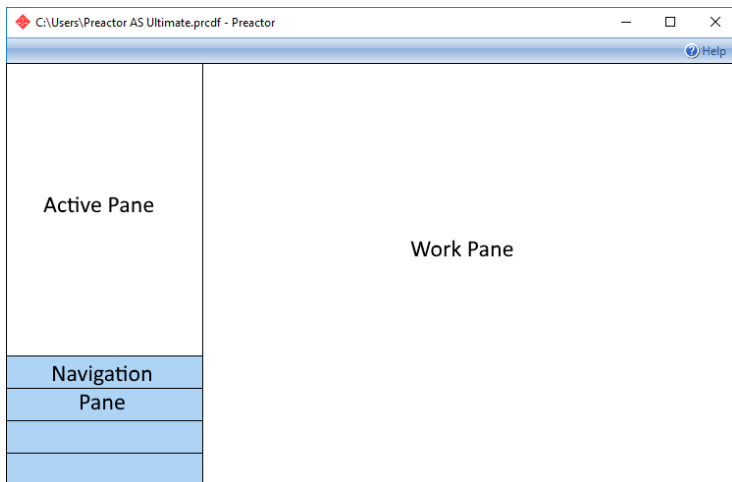 C:\Users\Preactor AS Ultimate.prcdf - Preactor
Help
Active Pane
Work Pane
Navigation
Pane